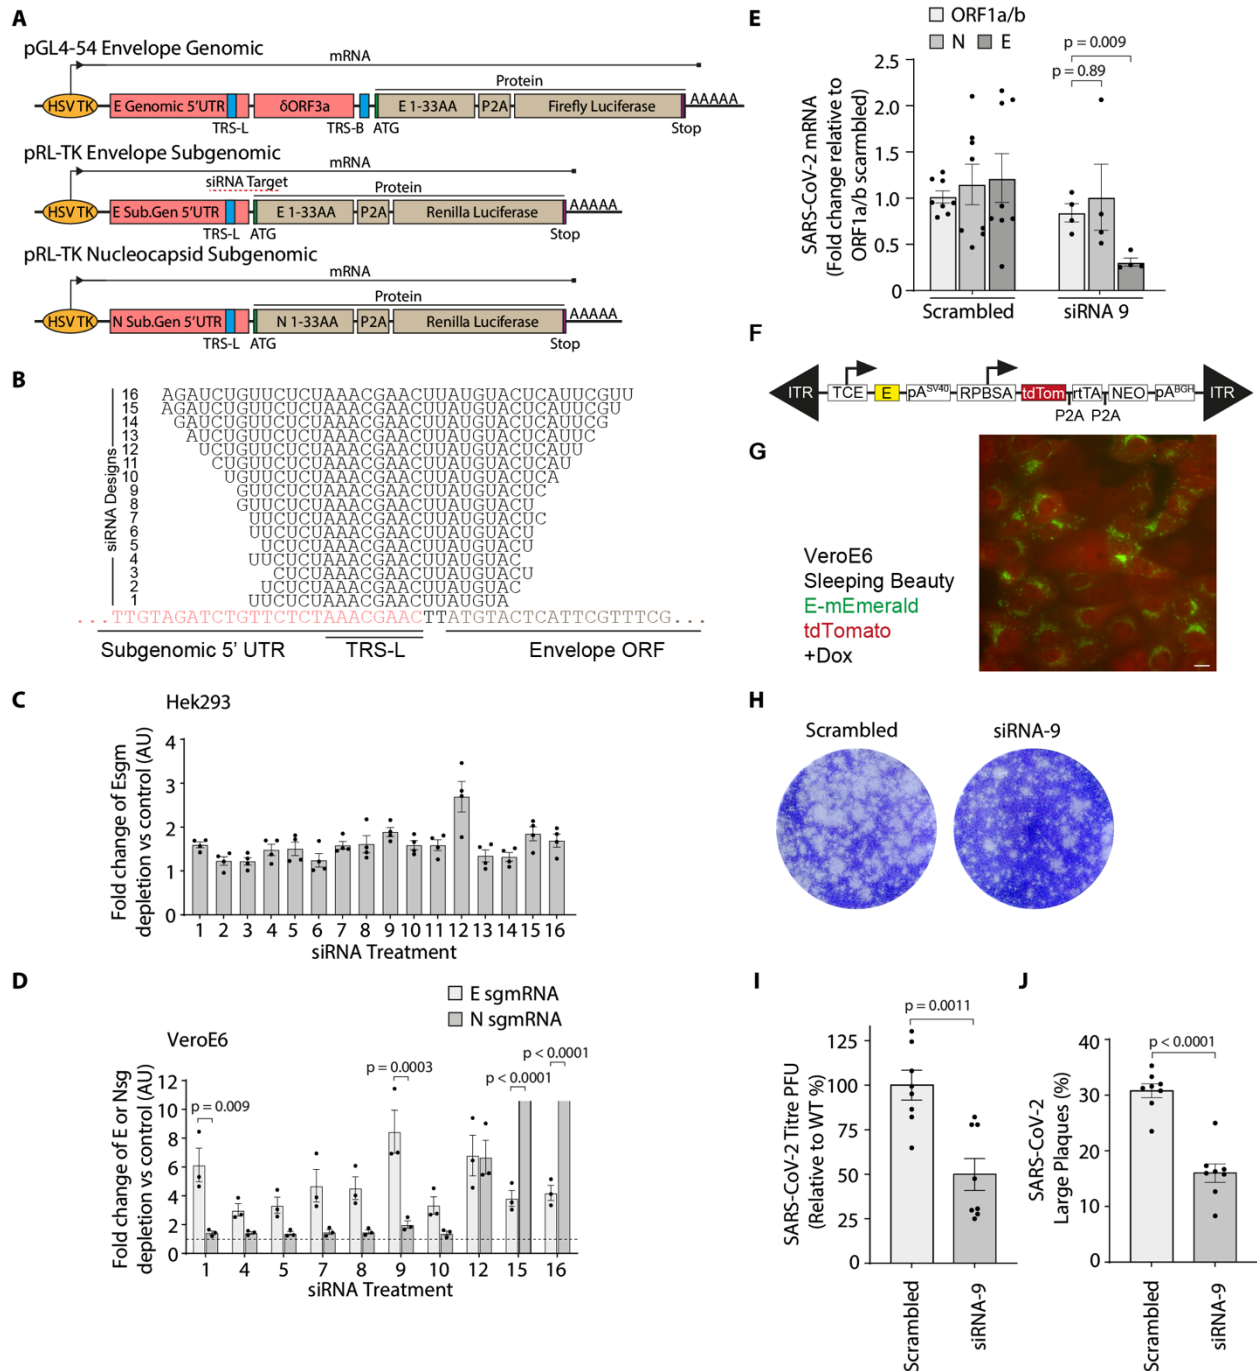 A
pGL4-54 Envelope Genomic
mRNA
Protein
HSV TK
E Genomic 5'UTR
δORF3a
E 1-33AA
P2A
Firefly Luciferase
AAAAA
TRS-L
TRS-B
ATG
Stop
pRL-TK Envelope Subgenomic
mRNA
siRNA Target
Protein
HSV TK
E Sub.Gen 5'UTR
E 1-33AA
P2A
Renilla Luciferase
AAAAA
TRS-L
ATG
Stop
pRL-TK Nucleocapsid Subgenomic
mRNA
Protein
HSV TK
N Sub.Gen 5'UTR
N 1-33AA
P2A
Renilla Luciferase
AAAAA
TRS-L
ATG
Stop
B
siRNA Designs
16 AGAUCUGUUCUCUAAACGAACUUAUGUACUCAUUCGUU
15 AGAUCUGUUCUCUAAACGAACUUAUGUACUCAUUCGU
14 GAUCUGUUCUCUAAACGAACUUAUGUACUCAUUCG
13 AUCUGUUCUCUAAACGAACUUAUGUACUCAUUC
12 UCUGUUCUCUAAACGAACUUAUGUACUCAUU
11 CUGUUCUCUAAACGAACUUAUGUACUCAU
10 UGUUCUCUAAACGAACUUAUGUACUCA
9 GUUCUCUAAACGAACUUAUGUACUC
8 GUUCUCUAAACGAACUUAUGUACU
7 UUCUCUAAACGAACUUAUGUACUC
6 UUCUCUAAACGAACUUAUGUACU
5 UCUCUAAACGAACUUAUGUACU
4 UUCUCUAAACGAACUUAUGUAC
3 CUCUAAACGAACUUAUGUACU
2 UCUCUAAACGAACUUAUGUAC
1 UUCUCUAAACGAACUUAUGUA
...TTGTAGATCTGTTCTCTAAACGAACTTATGTACTCATTCGTTTCG...
Subgenomic 5' UTR
TRS-L
Envelope ORF
C
Hek293
Fold change of Esgm
depletion vs control (AU)
4
3
2
1
0
1 2 3 4 5 6 7 8 9 10 11 12 13 14 15 16
siRNA Treatment
D
E sgmRNA
N sgmRNA
VeroE6
Fold change of E or Nsg
depletion vs control (AU)
12
10
8
6
4
2
0
p = 0.009
p = 0.0003
p < 0.0001
p < 0.0001
1 4 5 7 8 9 10 12 15 16
siRNA Treatment
E
ORF1a/b
N
E
p = 0.009
p = 0.89
SARS-CoV-2 mRNA
(Fold change relative to
ORF1a/b scarmbled)
2.5
2.0
1.5
1.0
0.5
0
Scrambled
siRNA 9
F
ITR
TCE
E
pA^SV40
RPBSA
tdTom
rtTA
NEO
pA^BGH
ITR
P2A P2A
G
VeroE6
Sleeping Beauty
E-mEmerald
tdTomato
+Dox
H
Scrambled
siRNA-9
I
p = 0.0011
SARS-CoV-2 Titre PFU
(Relative to WT %)
125
100
75
50
25
0
Scrambled
siRNA-9
J
p < 0.0001
SARS-CoV-2
Large Plaques (%)
40
30
20
10
0
Scrambled
siRNA-9